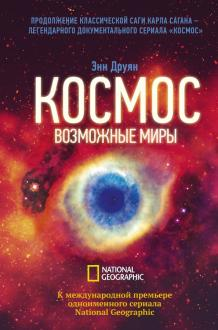 ПРОДОЛЖЕНИЕ КЛАССИЧЕСКОЙ САГИ КАРЛА САГАНА –
ЛЕГЕНДАРНОГО ДОКУМЕНТАЛЬНОГО СЕРИАЛА «КОСМОС»
Энн Друян
КОСМОС
ВОЗМОЖНЫЕ МИРЫ
NATIONAL
GEOGRAPHIC
К международной премьере
одноименного сериала
National Geographic